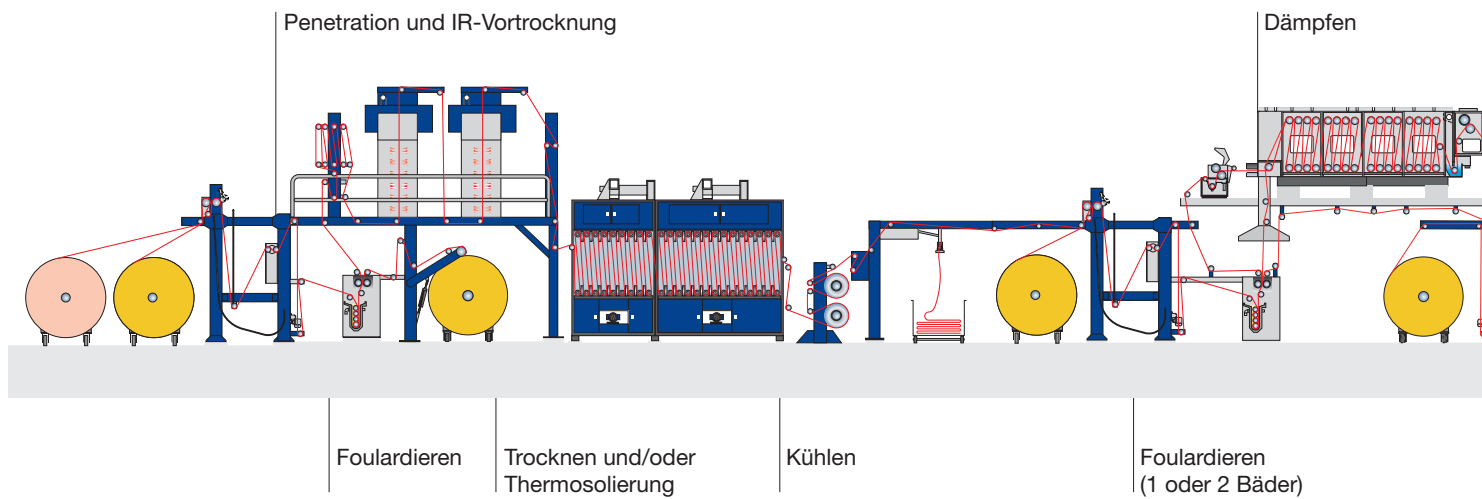 Penetration und IR-Vortrocknung
Dämpfen
Foulardieren
Trocknen und/oder
Thermosolierung
Kühlen
Foulardieren
(1 oder 2 Bäder)